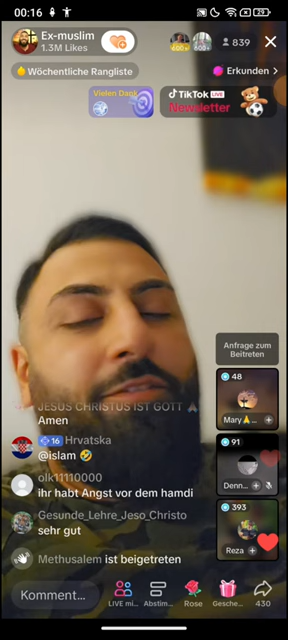 00:16
29
Ex-muslim
1.3M Likes
600+
600+
839
Wöchentliche Rangliste
Erkunden >
Vielen Dank
TikTok LIVE
Newsletter
Anfrage zum
Beitreten
48
Mary
JESUS CHRISTUS IST GOTT
Amen
16 Hrvatska
@islam 🤣
91
Denn...
olk11110000
ihr habt Angst vor dem hamdi
Gesunde_Lehre_Jeso_Christo
sehr gut
393
Reza
Methusalem ist beigetreten
Komment...
LIVE mi...
Abstim...
Rose
Gesche...
430